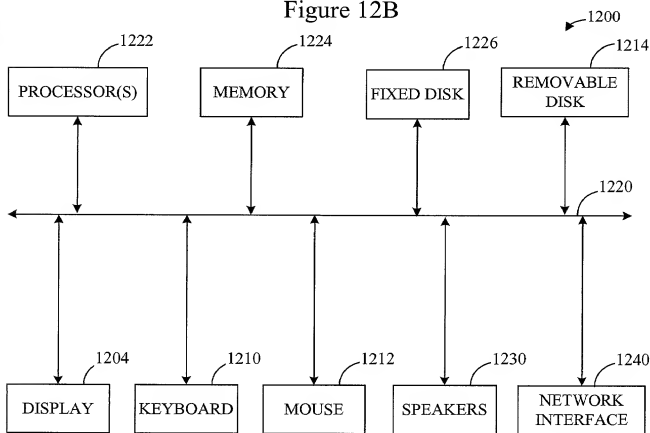 Figure 12B
1200
1222
1224
1226
1214
PROCESSOR(S)
MEMORY
FIXED DISK
REMOVABLE
DISK
1220
1204
1210
1212
1230
1240
DISPLAY
KEYBOARD
MOUSE
SPEAKERS
NETWORK
INTERFACE